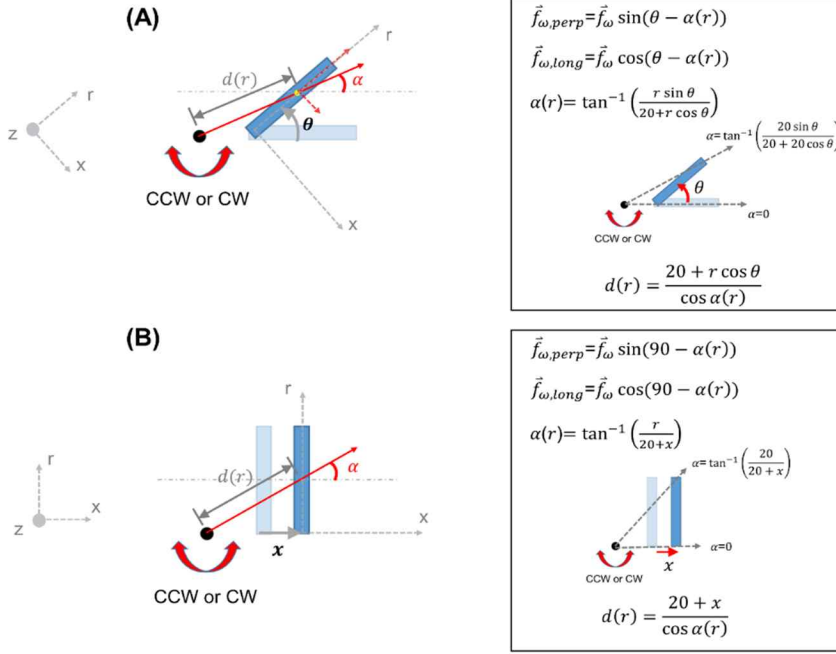 (A)
r
d(r)
α
z
r
x
θ
x
CCW or CW
f⃗ω,perp=f⃗ω sin(θ − α(r))
f⃗ω,long=f⃗ω cos(θ − α(r))
α(r)= tan⁻¹ (r sin θ / 20+r cos θ)
α=tan⁻¹ (20 sin θ / 20 + 20 cos θ)
θ
α=0
CCW or CW
d(r) = 20 + r cos θ / cos α(r)
(B)
r
α
d(r)
r
x
z
x
x
CCW or CW
f⃗ω,perp=f⃗ω sin(90 − α(r))
f⃗ω,long=f⃗ω cos(90 − α(r))
α(r)= tan⁻¹ (r / 20+x)
α=tan⁻¹ (20 / 20 + x)
α=0
x
CCW or CW
d(r) = 20 + x / cos α(r)